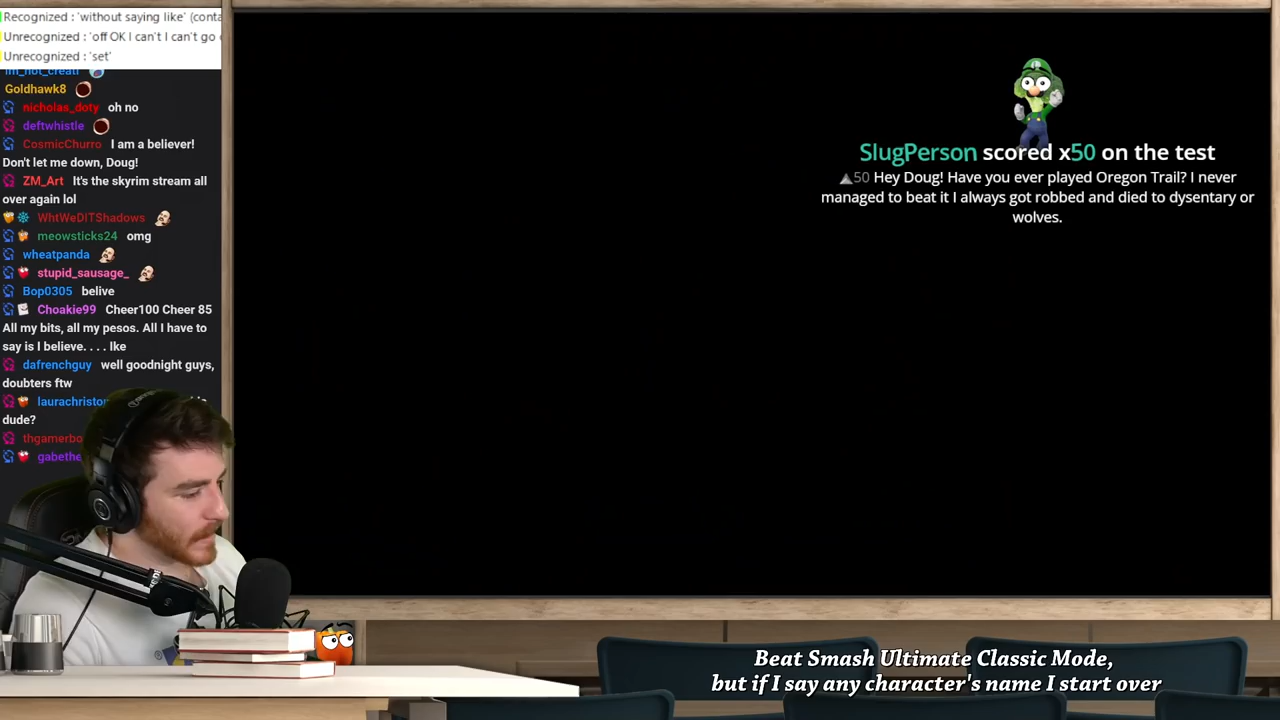 Recognized : 'without saying like' (conta
Unrecognized : 'off OK I can't I can't go
Unrecognized : 'set'
im_not_creati
Goldhawk8
nicholas_doty oh no
deftwhistle
CosmicChurro I am a believer!
Don't let me down, Doug!
ZM_Art It's the skyrim stream all
over again lol
WhtWeDITShadows
meowsticks24 omg
wheatpanda
stupid_sausage_
Bop0305 belive
Choakie99 Cheer100 Cheer 85
All my bits, all my pesos. All I have to
say is I believe. . . . Ike
dafrenchguy well goodnight guys,
doubters ftw
laurachriston
dude?
thgamerbo
gabethe
SlugPerson scored x50 on the test
50 Hey Doug! Have you ever played Oregon Trail? I never
managed to beat it I always got robbed and died to dysentary or
wolves.
Beat Smash Ultimate Classic Mode,
but if I say any character's name I start over